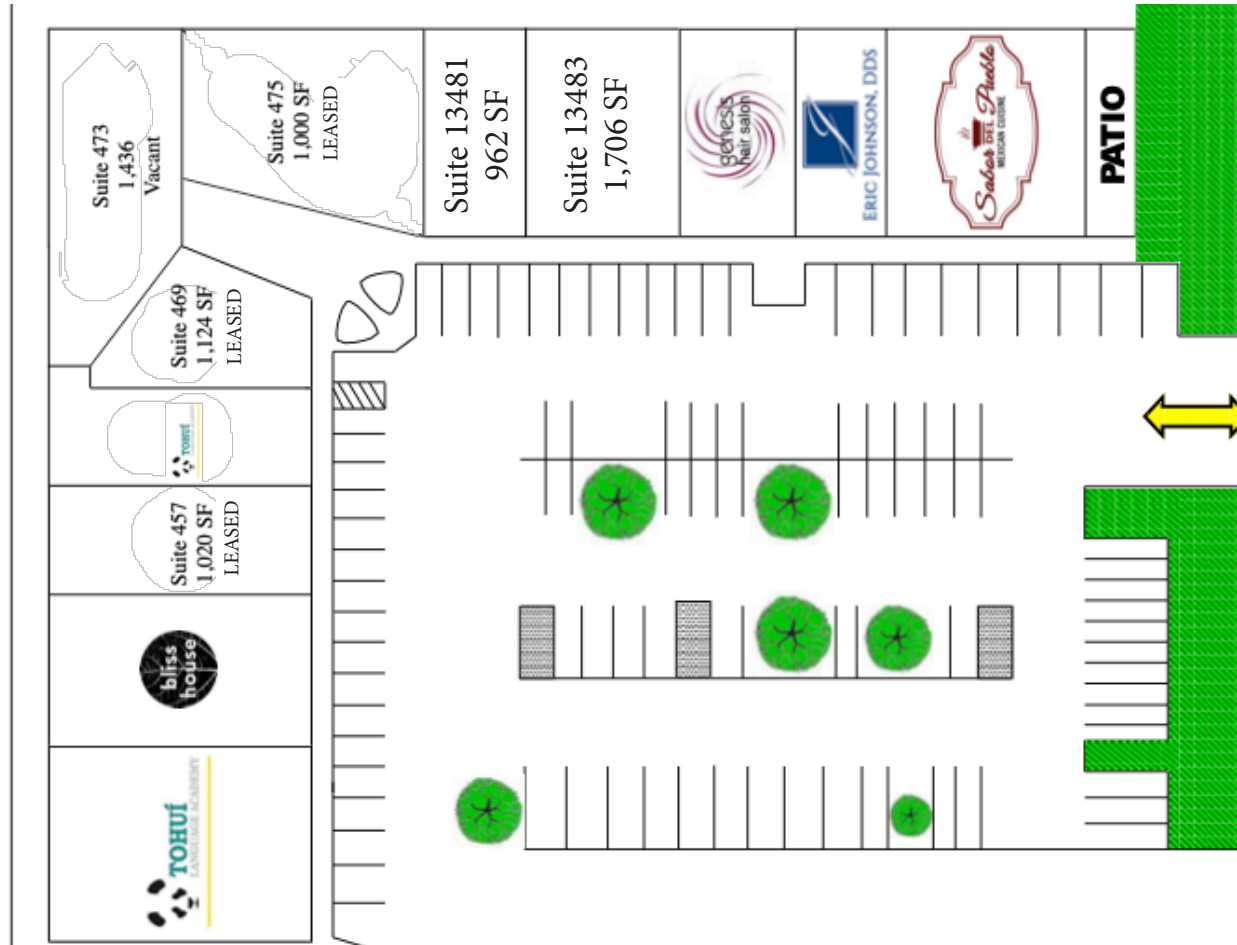 Suite 473
1,436
Vacant
Suite 475
1,000 SF
LEASED
Suite 13481
962 SF
Suite 13483
1,706 SF
genesis
hair salon
ERIC JOHNSON, DDS
Sabor DEL Pueblo
MEXICAN CUISINE
PATIO
Suite 469
1,124 SF
LEASED
TOHUÍ
Suite 457
1,020 SF
LEASED
bliss
house
TOHUÍ
LANGUAGE ACADEMY